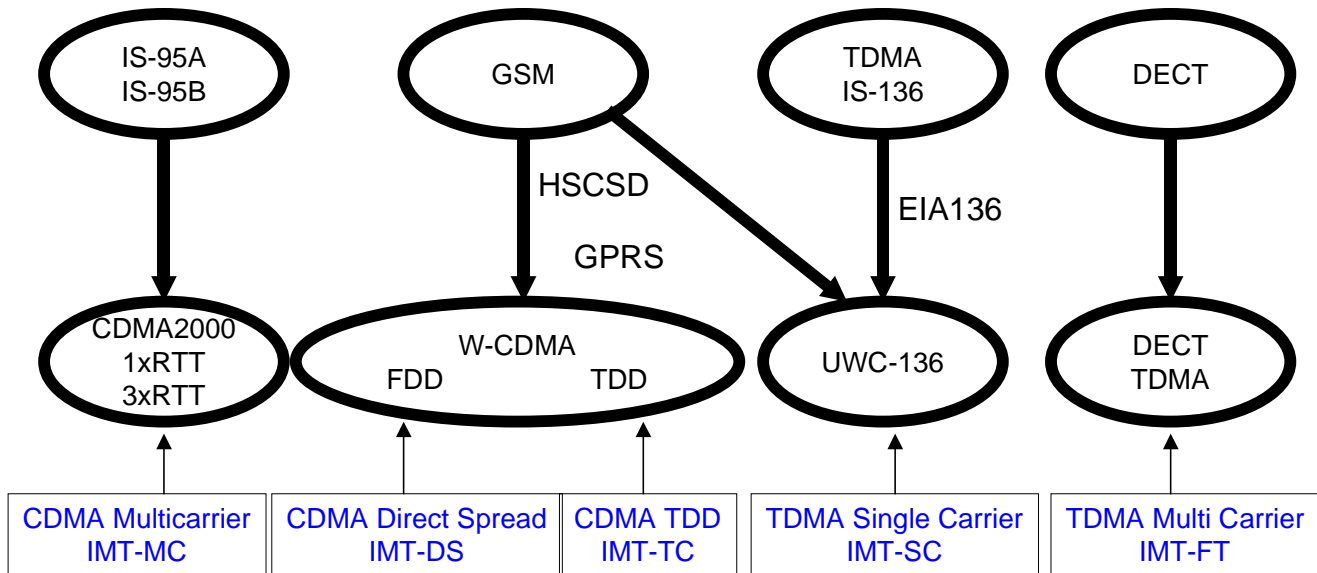 IS-95A
IS-95B
GSM
TDMA
IS-136
DECT
HSCSD
GPRS
EIA136
CDMA2000
1xRTT
3xRTT
W-CDMA
FDD TDD
UWC-136
DECT
TDMA
CDMA Multicarrier
IMT-MC
CDMA Direct Spread
IMT-DS
CDMA TDD
IMT-TC
TDMA Single Carrier
IMT-SC
TDMA Multi Carrier
IMT-FT